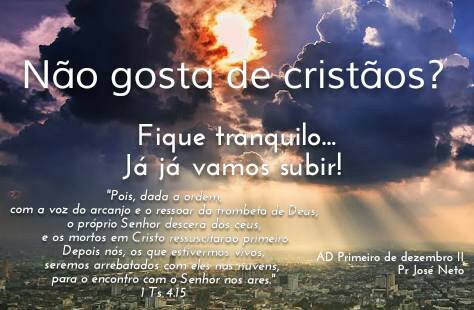 Não gosta de cristãos?
Fique tranquilo...
Já já vamos subir!
"Pois, dada a ordem,
com a voz do arcanjo e o ressoar da trombeta de Deus,
o próprio Senhor descerá dos céus,
e os mortos em Cristo ressuscitarão primeiro.
Depois nós, os que estivermos vivos,
seremos arrebatados com eles nas nuvens,
para o encontro com o Senhor nos ares."
1 Ts 4.15
AD Primeiro de dezembro II
Pr José Neto